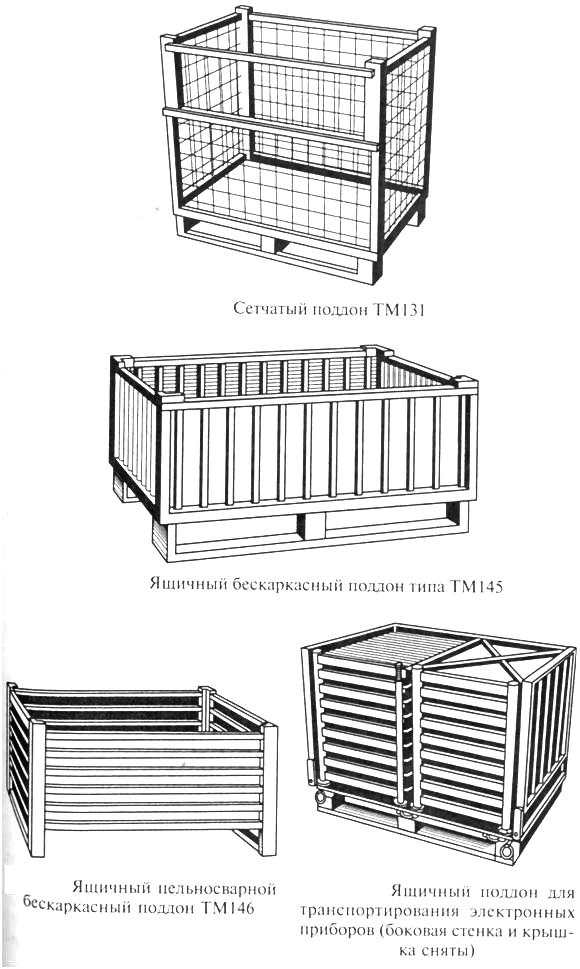 Сетчатый поддон ТМ131
Ящичный бескаркасный поддон типа ТМ145
Ящичный цельносварной
бескаркасный поддон ТМ146
Ящичный поддон для
транспортирования электронных
приборов (боковая стенка и крыш-
ка сняты)